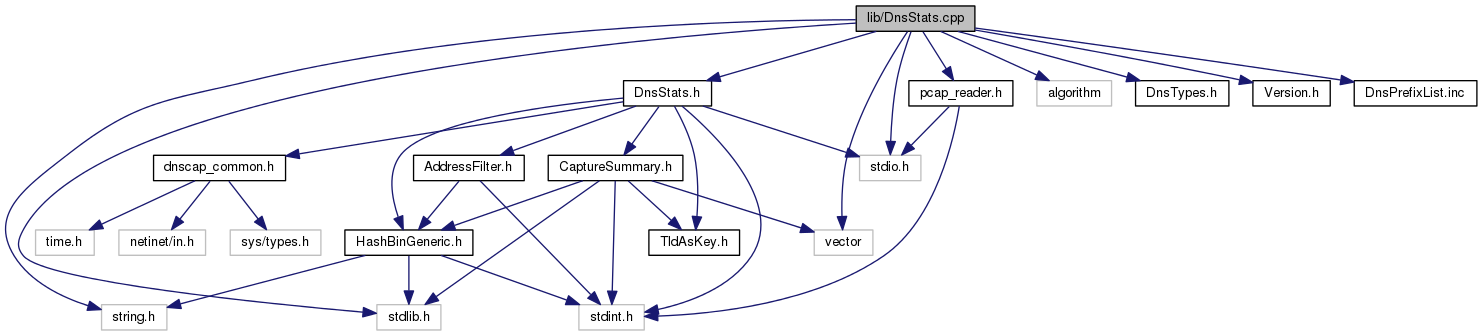 lib/DnsStats.cpp
DnsStats.h
pcap_reader.h
algorithm
DnsTypes.h
Version.h
DnsPrefixList.inc
dnscap_common.h
AddressFilter.h
CaptureSummary.h
stdio.h
time.h
netinet/in.h
sys/types.h
HashBinGeneric.h
TldAsKey.h
vector
string.h
stdlib.h
stdint.h